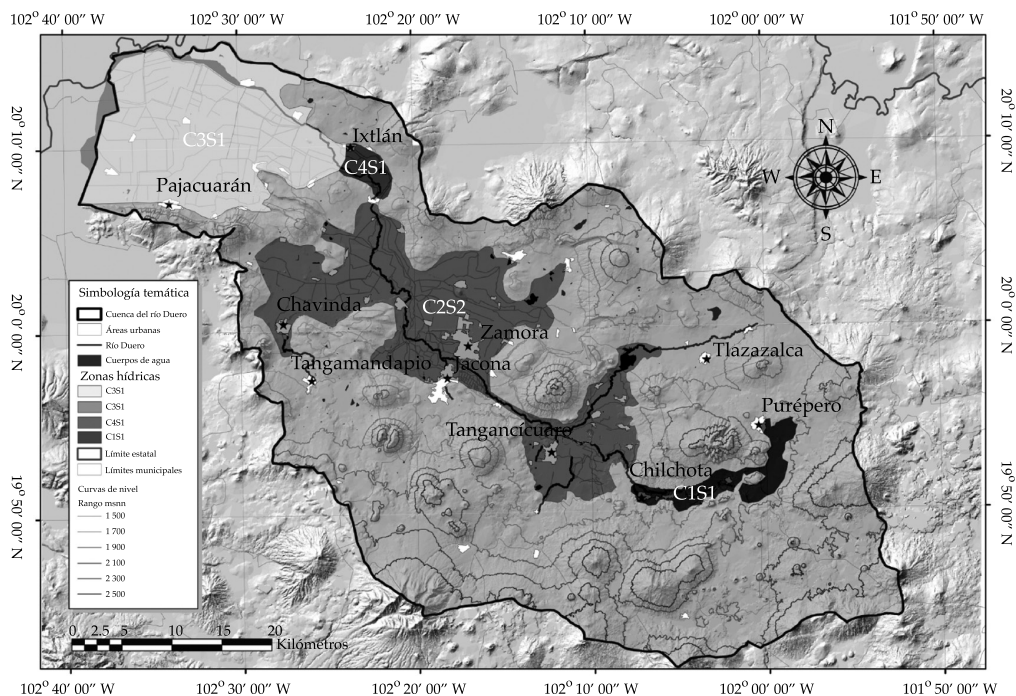 102° 40' 00'' W
102° 30' 00'' W
102° 20' 00'' W
102° 10' 00'' W
102° 00' 00'' W
101° 50' 00'' W
20° 10' 00'' N
20° 0' 00'' N
19° 50' 00'' N
20° 10' 00'' N
20° 0' 00'' N
19° 50' 00'' N
N
W
E
S
Ixtlán
C3S1
C4S1
Pajacuarán
Chavinda
C2S2
Zamora
Tangamandapio
Jacona
Tlazazalca
Purépero
Tangancícuaro
Chilchota
C1S1
Simbología temática
Cuenca del río Duero
Áreas urbanas
Río Duero
Cuerpos de agua
Zonas hídricas
C3S1
C3S1
C4S1
C1S1
Límite estatal
Límites municipales
Curvas de nivel
Rango msnn
1 500
1 700
1 900
2 100
2 300
2 500
0 2.5 5 10 15 20
Kilómetros
102° 40' 00'' W
102° 30' 00'' W
102° 20' 00'' W
102° 10' 00'' W
102° 00' 00'' W
101° 50' 00'' W